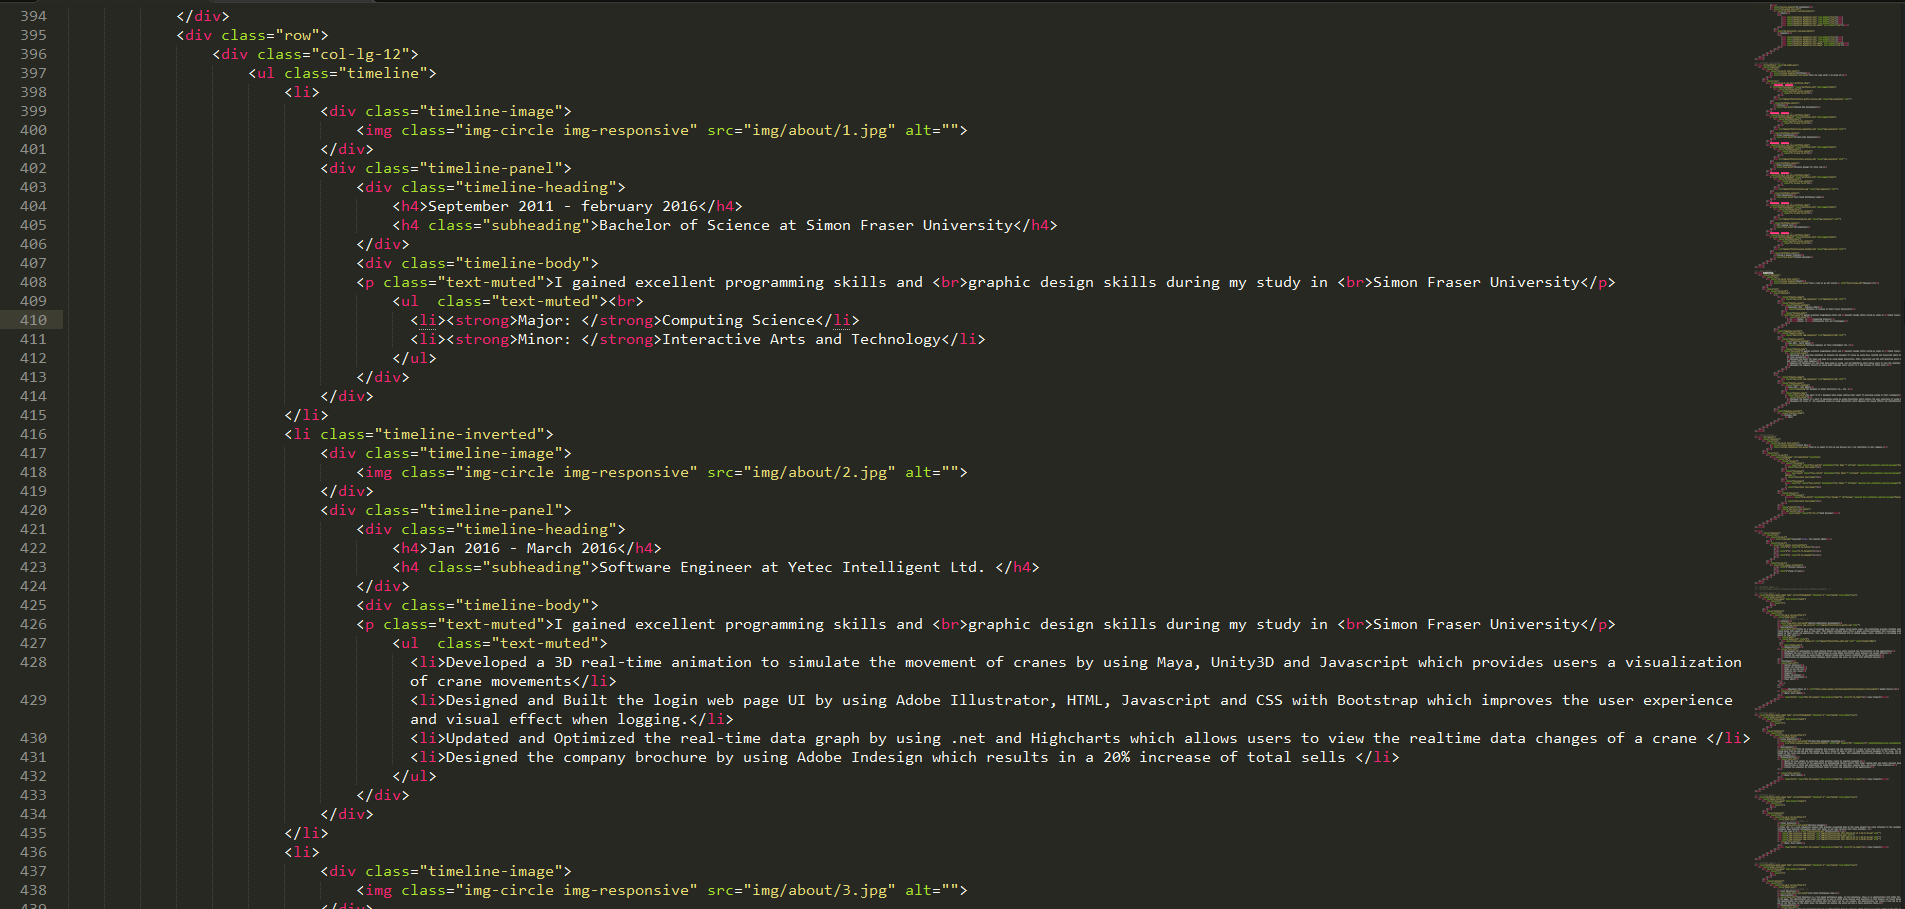 394 </div>
395 <div class="row">
396 <div class="col-lg-12">
397 <ul class="timeline">
398 <li>
399 <div class="timeline-image">
400 <img class="img-circle img-responsive" src="img/about/1.jpg" alt="">
401 </div>
402 <div class="timeline-panel">
403 <div class="timeline-heading">
404 <h4>September 2011 - february 2016</h4>
405 <h4 class="subheading">Bachelor of Science at Simon Fraser University</h4>
406 </div>
407 <div class="timeline-body">
408 <p class="text-muted">I gained excellent programming skills and <br>graphic design skills during my study in <br>Simon Fraser University</p>
409 <ul  class="text-muted"><br>
410 <li><strong>Major: </strong>Computing Science</li>
411 <li><strong>Minor: </strong>Interactive Arts and Technology</li>
412 </ul>
413 </div>
414 </div>
415 </li>
416 <li class="timeline-inverted">
417 <div class="timeline-image">
418 <img class="img-circle img-responsive" src="img/about/2.jpg" alt="">
419 </div>
420 <div class="timeline-panel">
421 <div class="timeline-heading">
422 <h4>Jan 2016 - March 2016</h4>
423 <h4 class="subheading">Software Engineer at Yetec Intelligent Ltd. </h4>
424 </div>
425 <div class="timeline-body">
426 <p class="text-muted">I gained excellent programming skills and <br>graphic design skills during my study in <br>Simon Fraser University</p>
427 <ul  class="text-muted">
428 <li>Developed a 3D real-time animation to simulate the movement of cranes by using Maya, Unity3D and Javascript which provides users a visualization
of crane movements</li>
429 <li>Designed and Built the login web page UI by using Adobe Illustrator, HTML, Javascript and CSS with Bootstrap which improves the user experience
and visual effect when logging.</li>
430 <li>Updated and Optimized the real-time data graph by using .net and Highcharts which allows users to view the realtime data changes of a crane </li>
431 <li>Designed the company brochure by using Adobe Indesign which results in a 20% increase of total sells </li>
432 </ul>
433 </div>
434 </div>
435 </li>
436 <li>
437 <div class="timeline-image">
438 <img class="img-circle img-responsive" src="img/about/3.jpg" alt="">
439 </div>